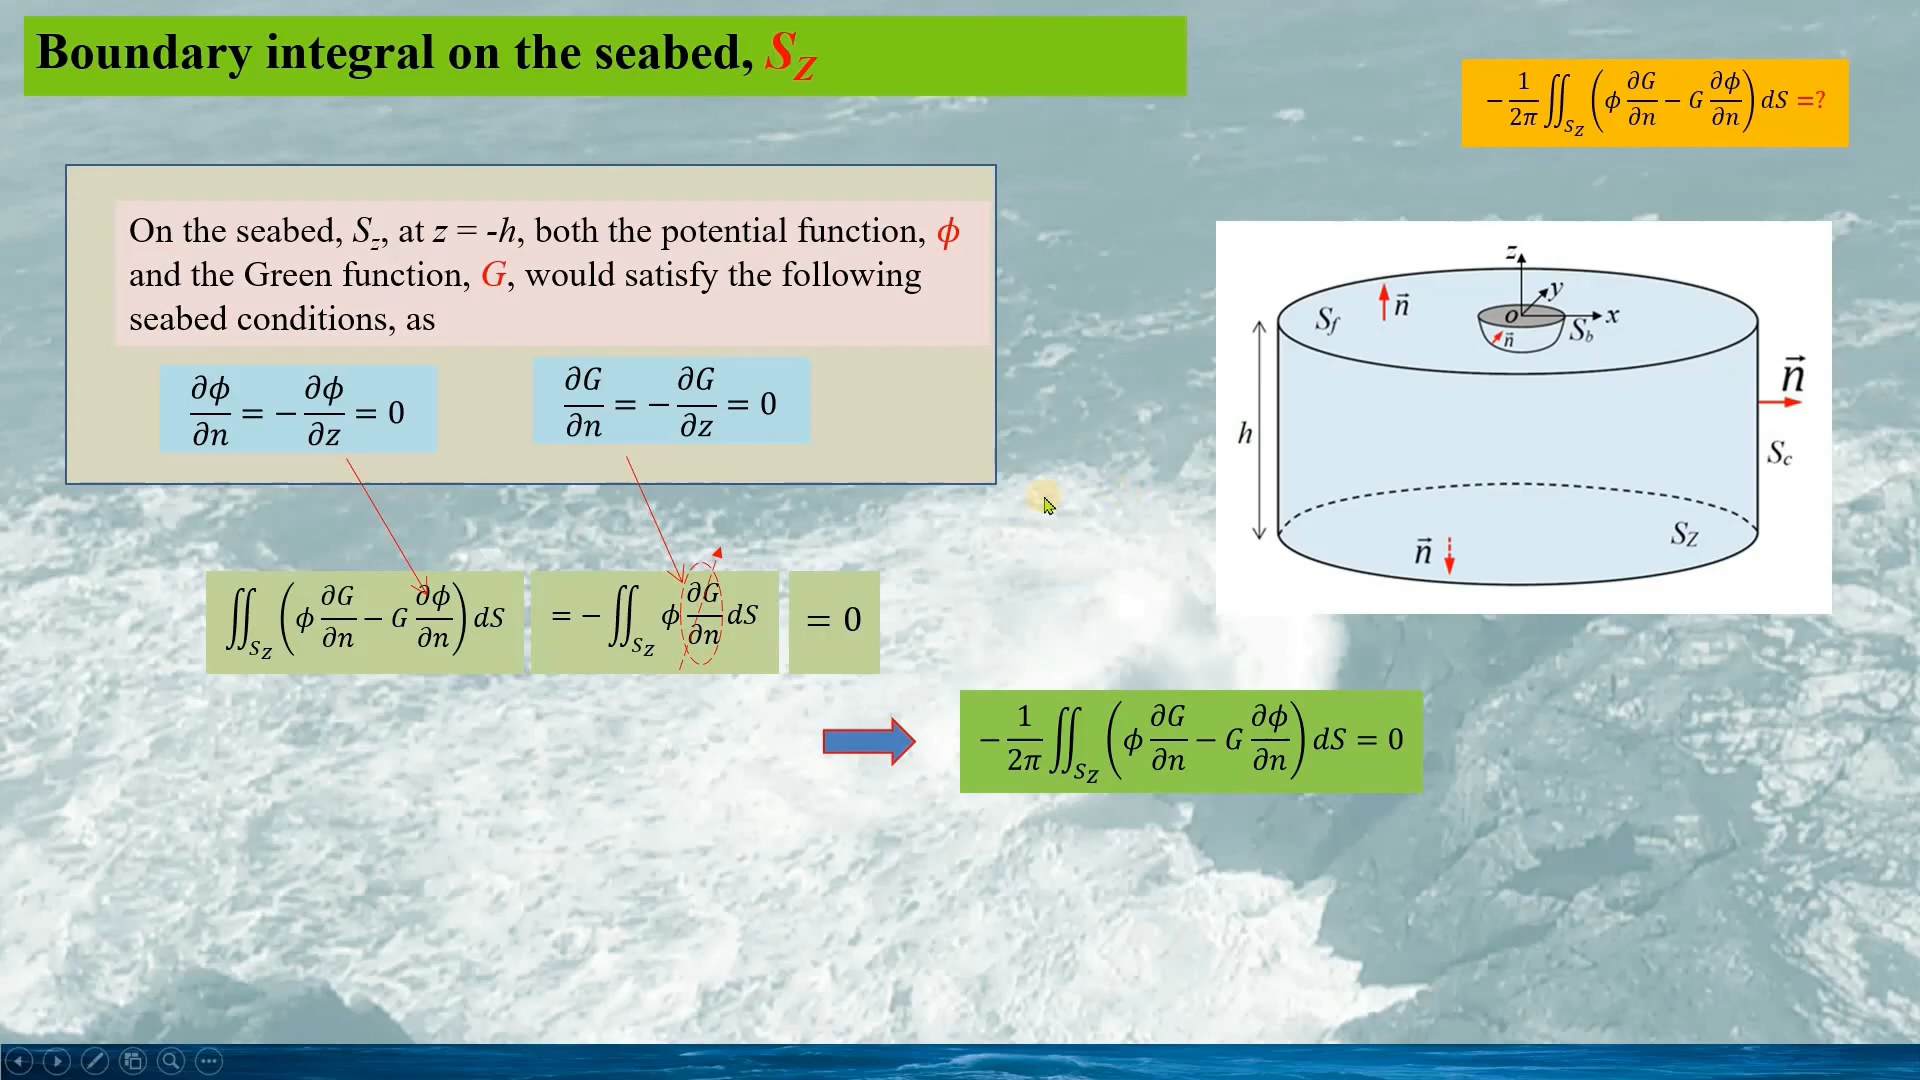 Boundary integral on the seabed, S_Z
−1/2π ∬_{S_Z} (ϕ ∂G/∂n − G ∂ϕ/∂n) dS =?
On the seabed, S_z, at z = -h, both the potential function, ϕ
and the Green function, G, would satisfy the following
seabed conditions, as
∂ϕ/∂n = −∂ϕ/∂z = 0
∂G/∂n = −∂G/∂z = 0
z
y
S_f
n⃗
o
x
S_b
n⃗
n⃗
h
S_c
S_Z
n⃗
∬_{S_Z} (ϕ ∂G/∂n − G ∂ϕ/∂n) dS = −∬_{S_Z} ϕ ∂G/∂n dS = 0
−1/2π ∬_{S_Z} (ϕ ∂G/∂n − G ∂ϕ/∂n) dS = 0